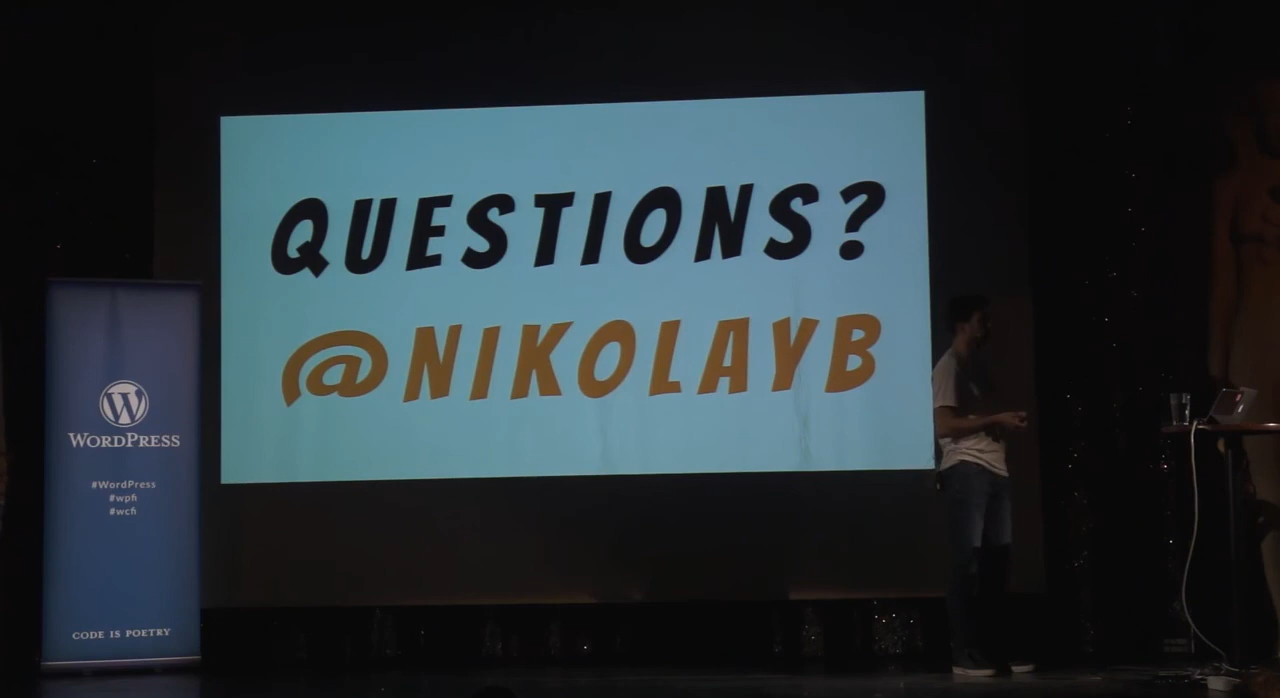 QUESTIONS?
@NIKOLAYB
WORDPRESS
#WordPress
#wpfi
#wcfi
CODE IS POETRY